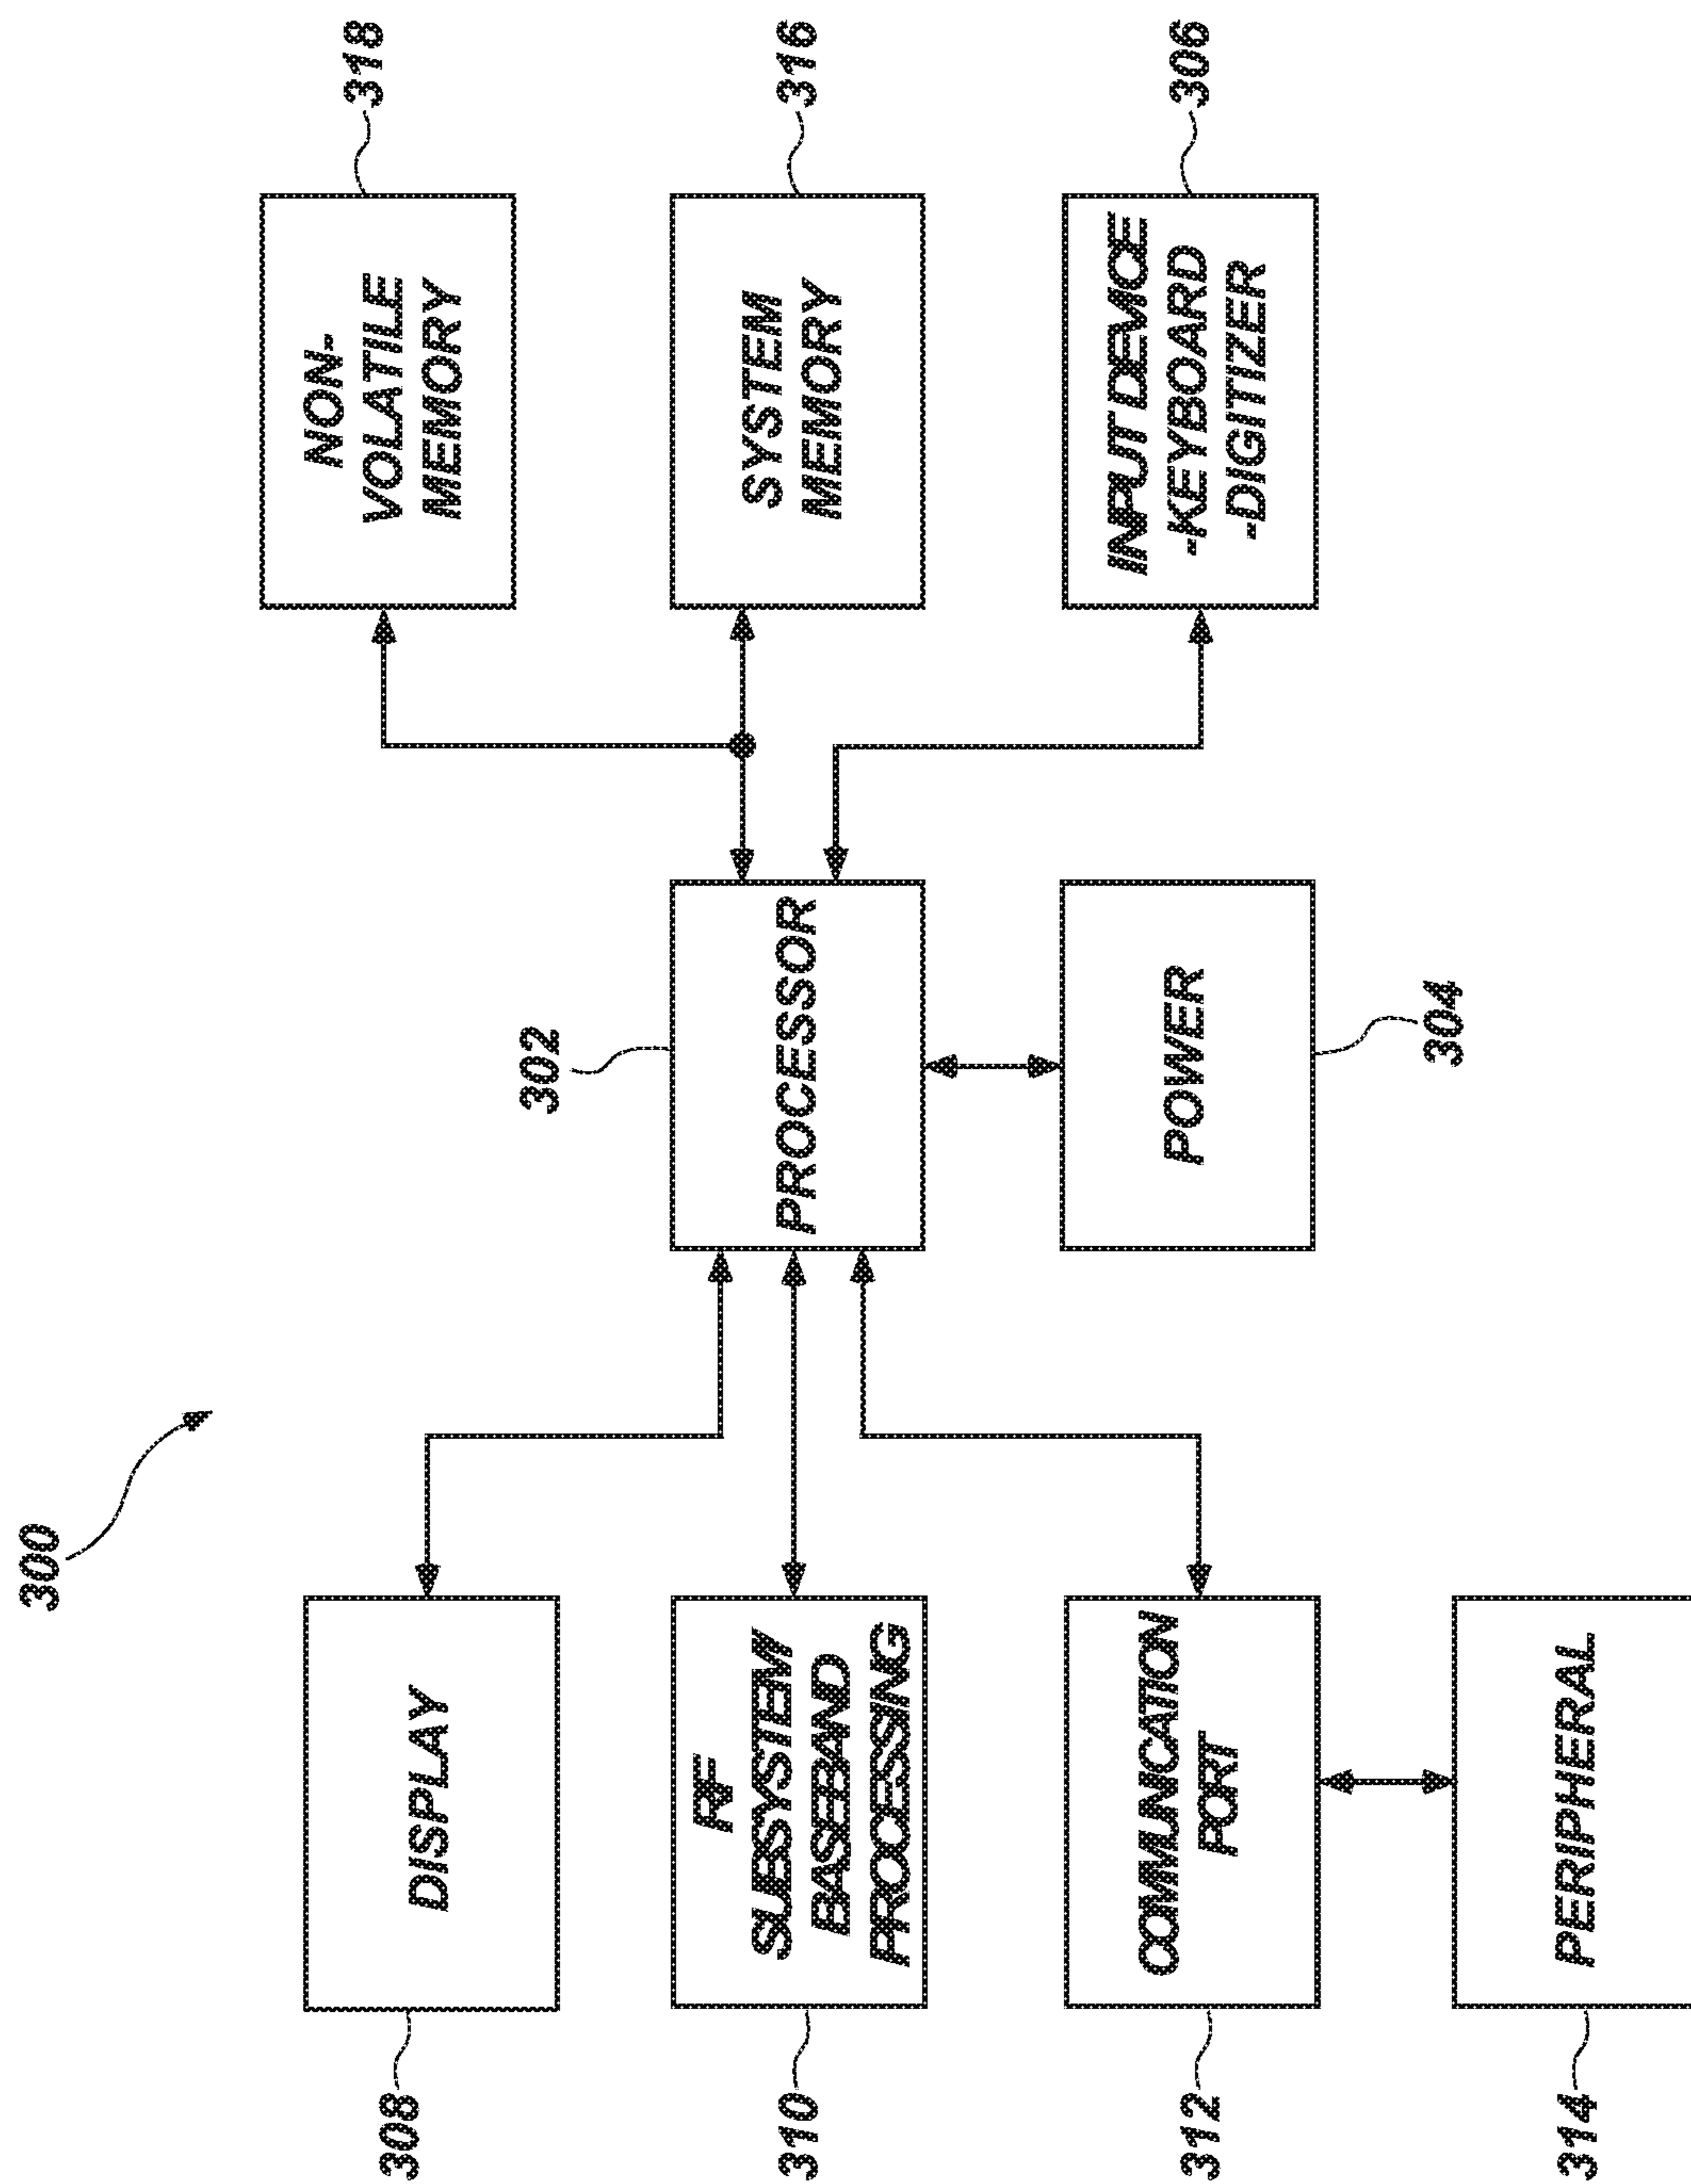 300
308
DISPLAY
310
RF
SUBSYSTEM/
BASEBAND
PROCESSING
312
COMMUNICATION
PORT
314
PERIPHERAL
302
PROCESSOR
POWER
304
NON-
VOLATILE
MEMORY
318
SYSTEM
MEMORY
316
INPUT DEVICE
-KEYBOARD
-DIGITIZER
306